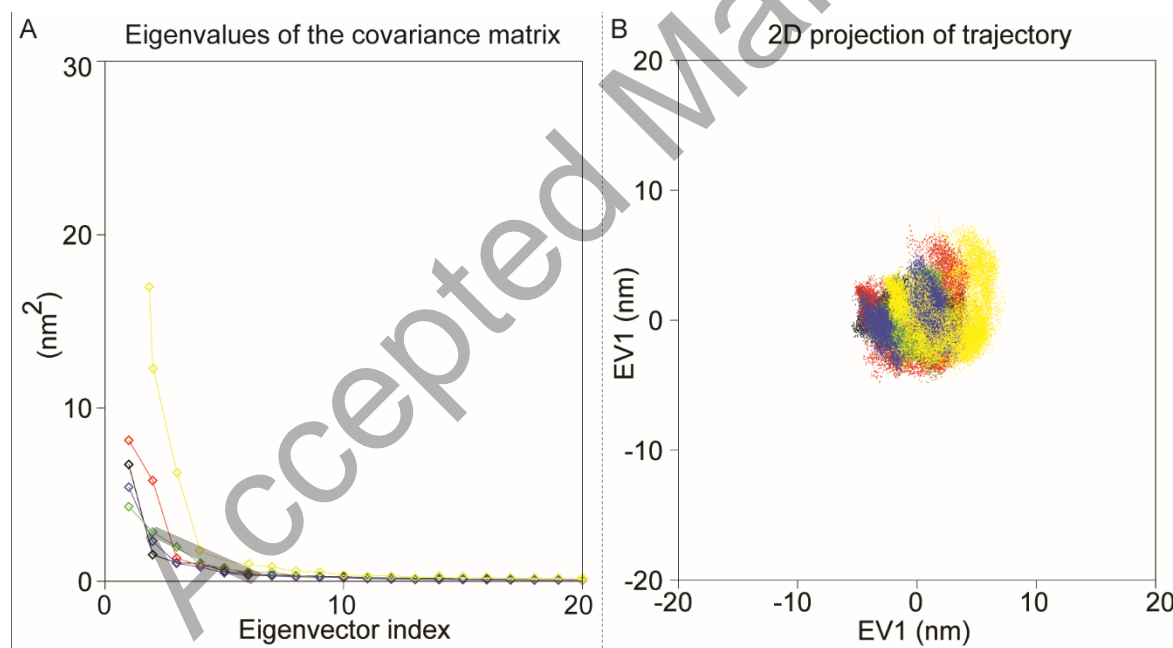 A
Eigenvalues of the covariance matrix
30
20
10
0
(nm²)
0
10
20
Eigenvector index
B
2D projection of trajectory
20
10
0
-10
-20
EV1 (nm)
-20
-10
0
10
20
EV1 (nm)
Accepted Ma